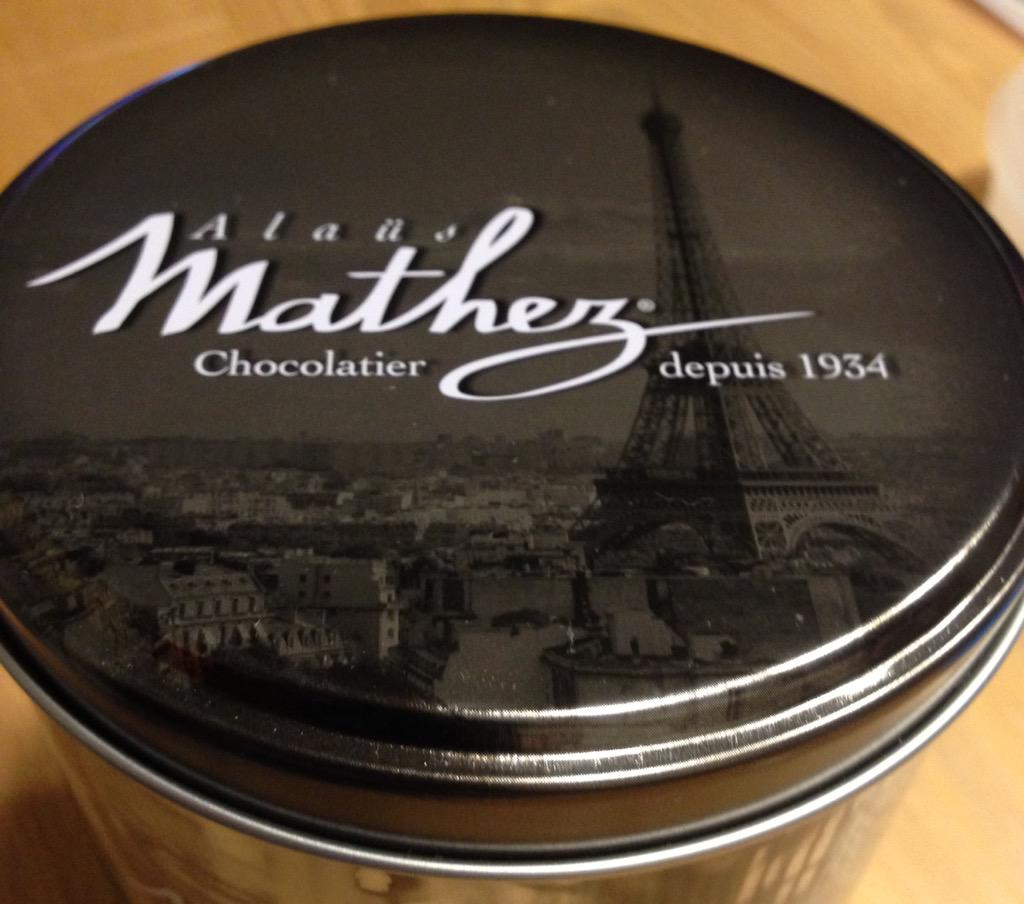 Alaüs
Mathez®
Chocolatier depuis 1934